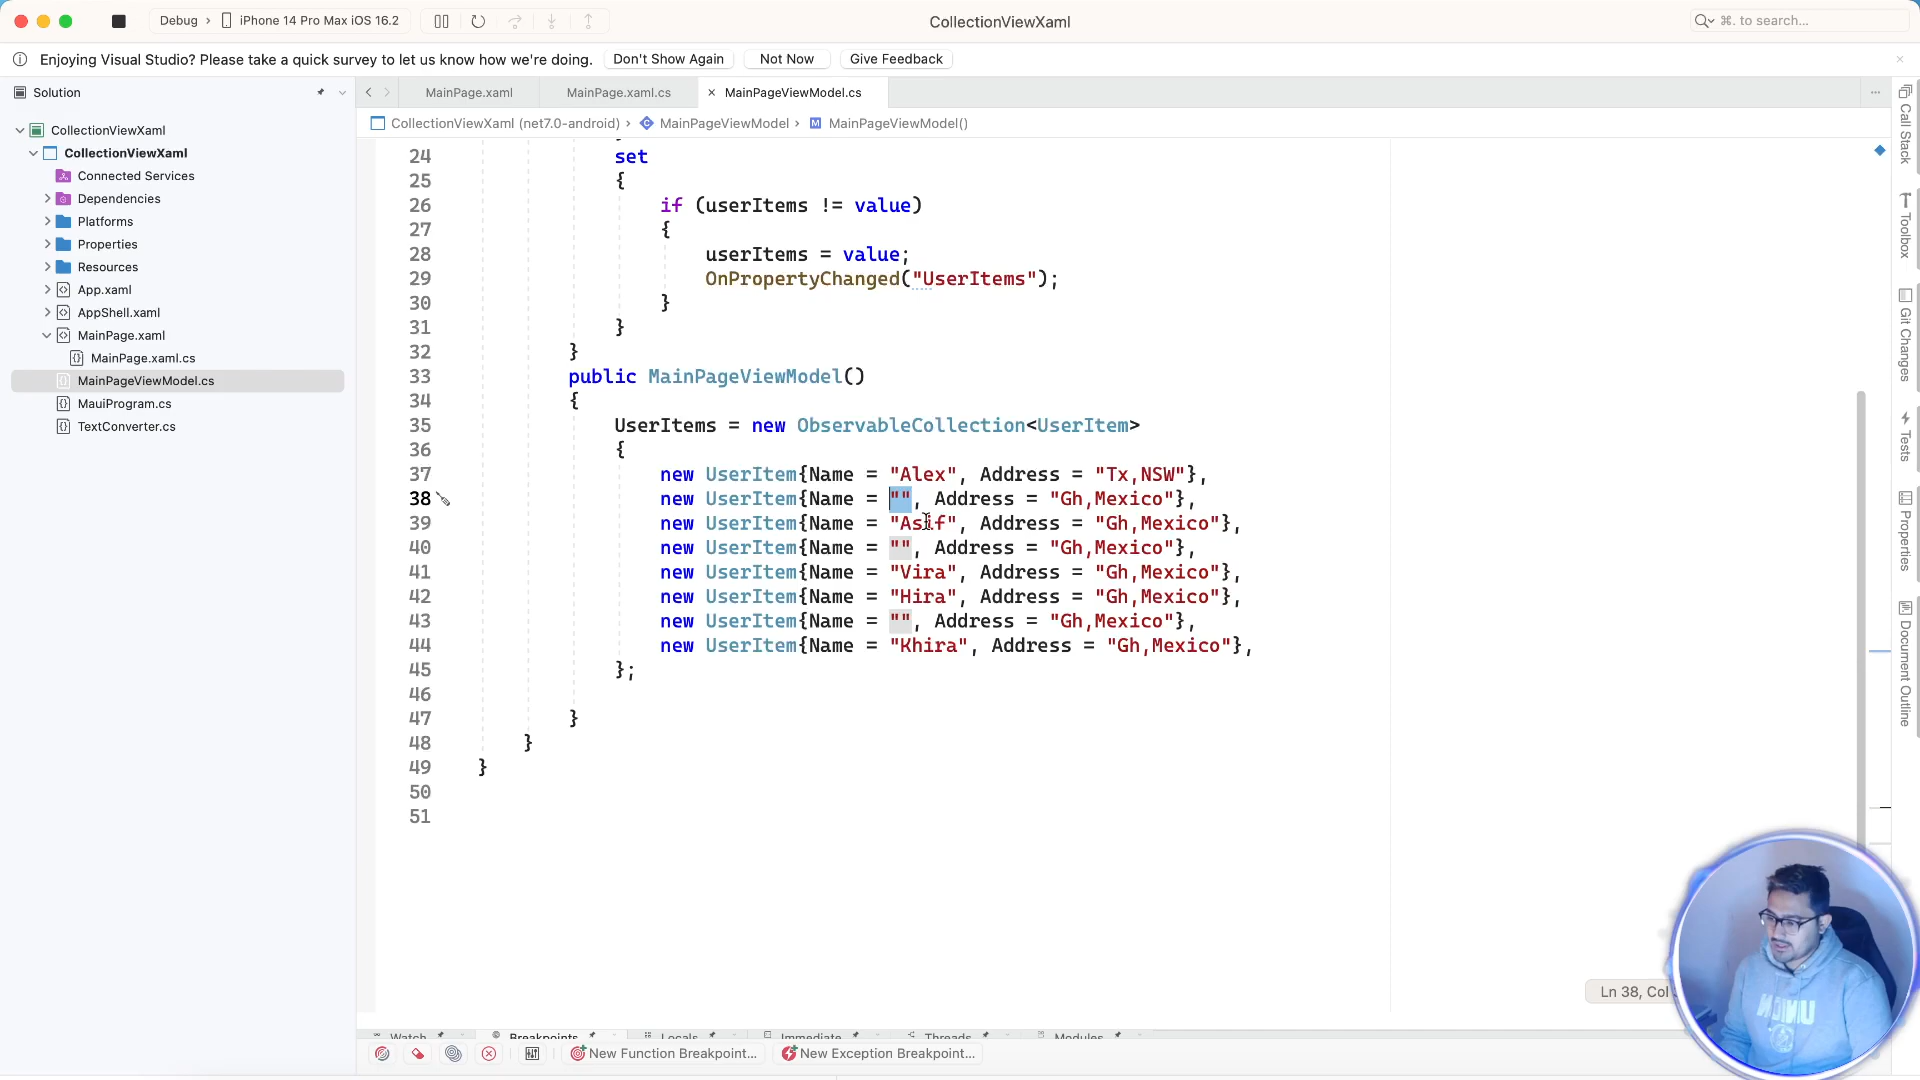 Debug › iPhone 14 Pro Max iOS 16.2
CollectionViewXaml
⌘. to search...
Enjoying Visual Studio? Please take a quick survey to let us know how we're doing.
Don't Show Again
Not Now
Give Feedback
Solution
MainPage.xaml
MainPage.xaml.cs
MainPageViewModel.cs
CollectionViewXaml (net7.0-android) › MainPageViewModel › MainPageViewModel()
CollectionViewXaml
CollectionViewXaml
Connected Services
Dependencies
Platforms
Properties
Resources
App.xaml
AppShell.xaml
MainPage.xaml
MainPage.xaml.cs
MainPageViewModel.cs
MauiProgram.cs
TextConverter.cs
24 set
25 {
26 if (userItems != value)
27 {
28 userItems = value;
29 OnPropertyChanged("UserItems");
30 }
31 }
32 }
33 public MainPageViewModel()
34 {
35 UserItems = new ObservableCollection<UserItem>
36 {
37 new UserItem{Name = "Alex", Address = "Tx,NSW"},
38 new UserItem{Name = "", Address = "Gh,Mexico"},
39 new UserItem{Name = "Asif", Address = "Gh,Mexico"},
40 new UserItem{Name = "", Address = "Gh,Mexico"},
41 new UserItem{Name = "Vira", Address = "Gh,Mexico"},
42 new UserItem{Name = "Hira", Address = "Gh,Mexico"},
43 new UserItem{Name = "", Address = "Gh,Mexico"},
44 new UserItem{Name = "Khira", Address = "Gh,Mexico"},
45 };
46
47 }
48 }
49 }
50
51
Call Stack
Toolbox
Git Changes
Tests
Properties
Document Outline
Ln 38, Col
Watch
Breakpoints
Locals
Immediate
Threads
Modules
New Function Breakpoint...
New Exception Breakpoint...